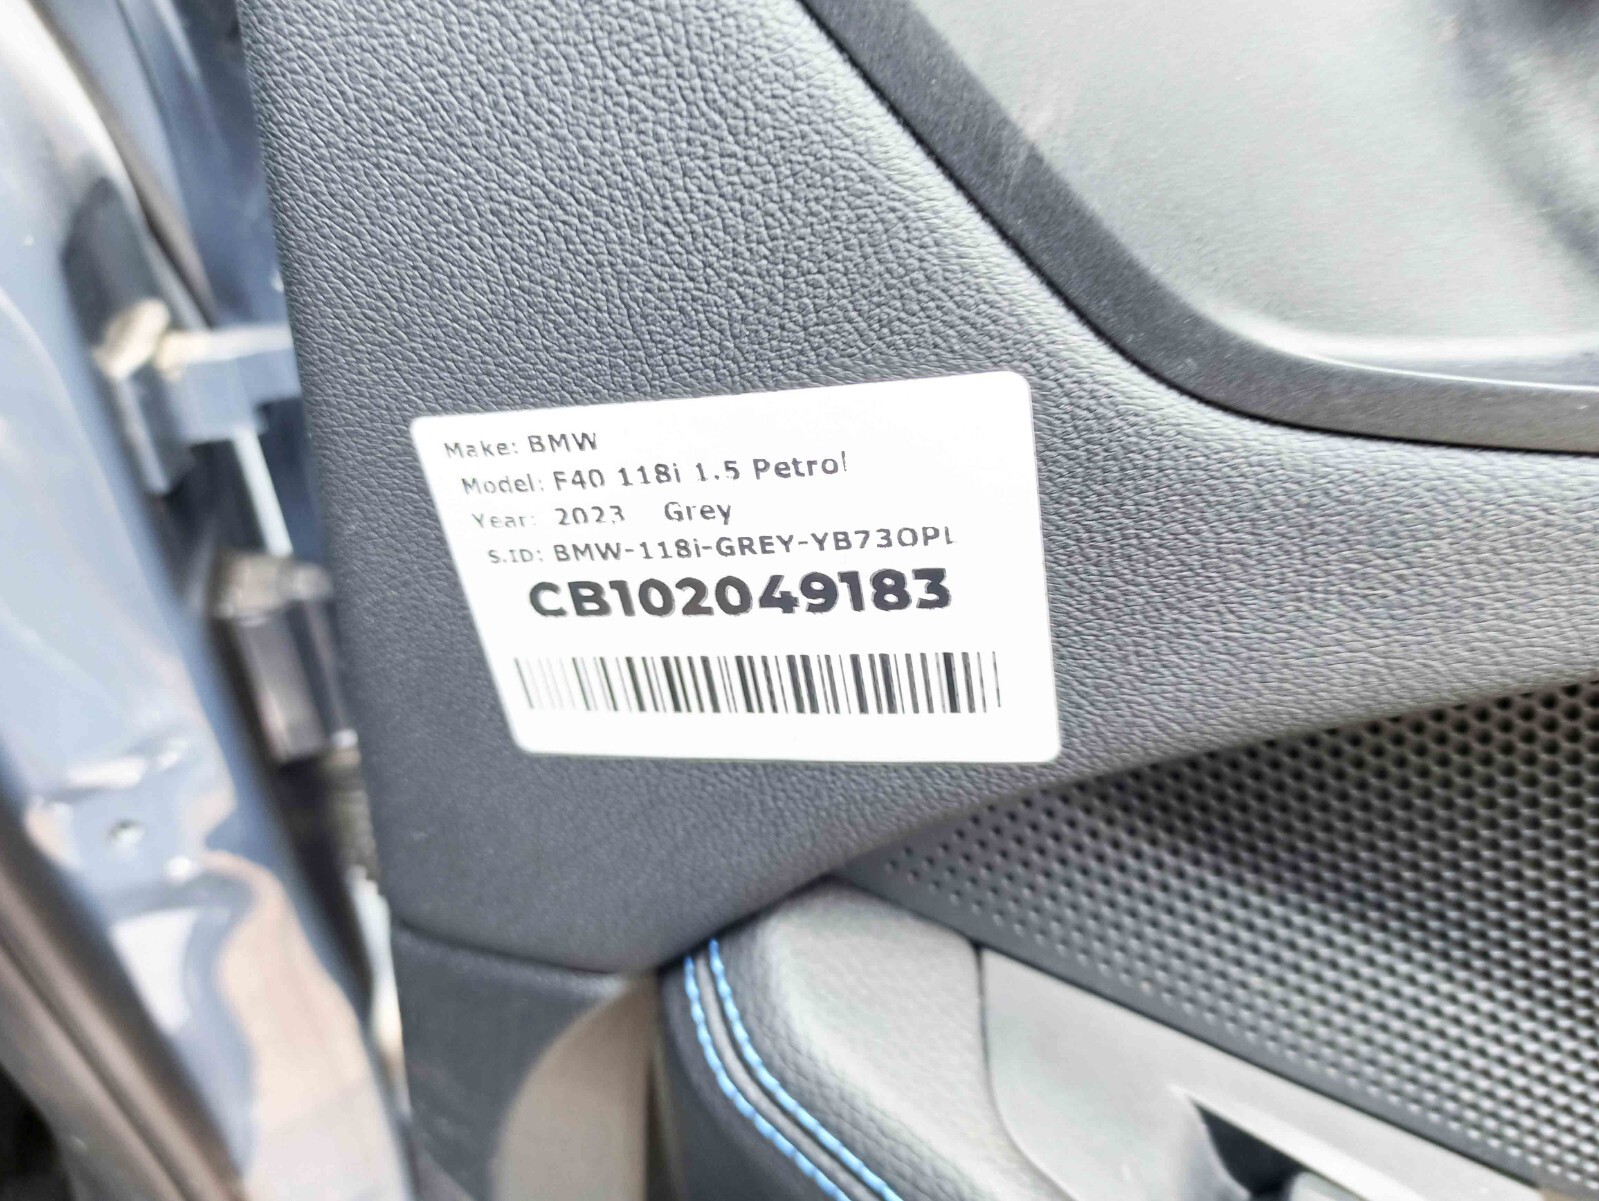 Make: BMW
Model: F40 118i 1.5 Petrol
Year: 2023 Grey
S.ID: BMW-118i-GREY-YB73OPL
CB102049183